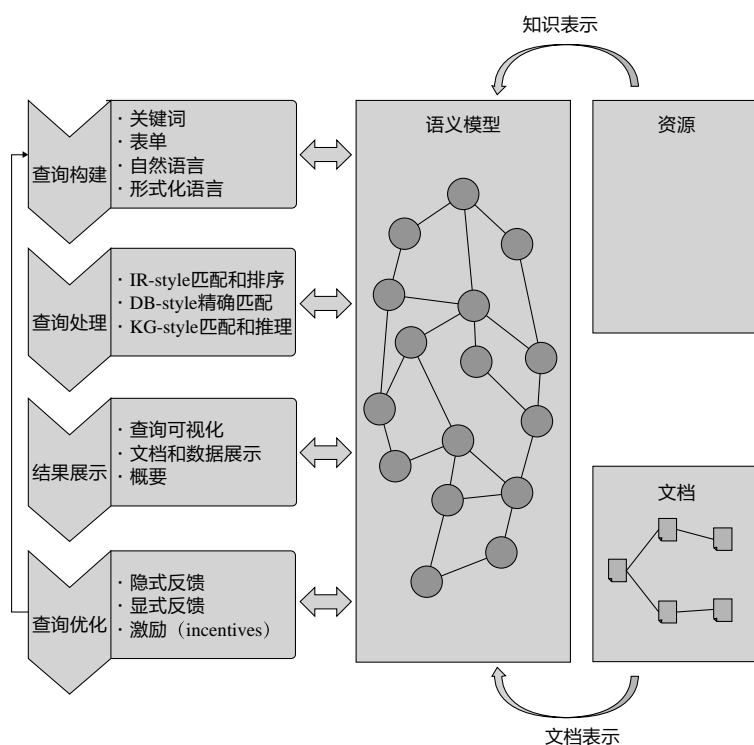 知识表示
查询构建
· 关键词
· 表单
· 自然语言
· 形式化语言
语义模型
资源
查询处理
· IR-style匹配和排序
· DB-style精确匹配
· KG-style匹配和推理
结果展示
· 查询可视化
· 文档和数据展示
· 概要
文档
查询优化
· 隐式反馈
· 显式反馈
· 激励（incentives）
文档表示